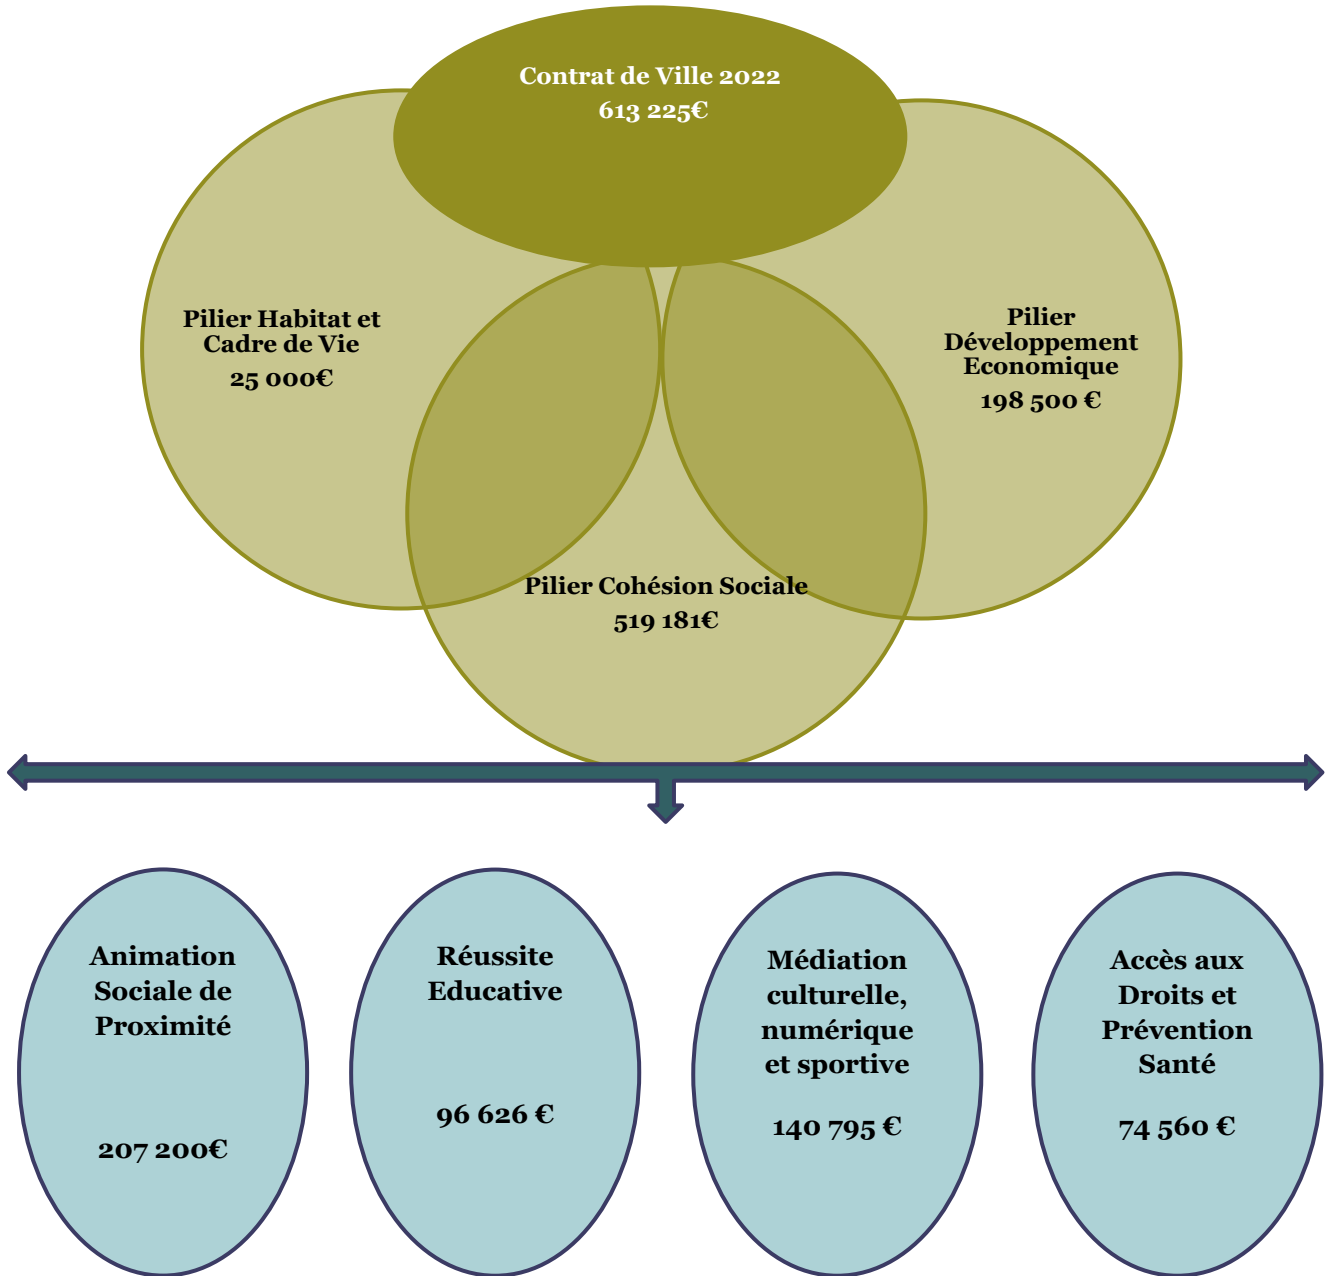 Contrat de Ville 2022
613 225€
Pilier Habitat et
Cadre de Vie
25 000€
Pilier
Développement
Economique
198 500 €
Pilier Cohésion Sociale
519 181€
Animation
Sociale de
Proximité
207 200€
Réussite
Educative
96 626 €
Médiation
culturelle,
numérique
et sportive
140 795 €
Accès aux
Droits et
Prévention
Santé
74 560 €